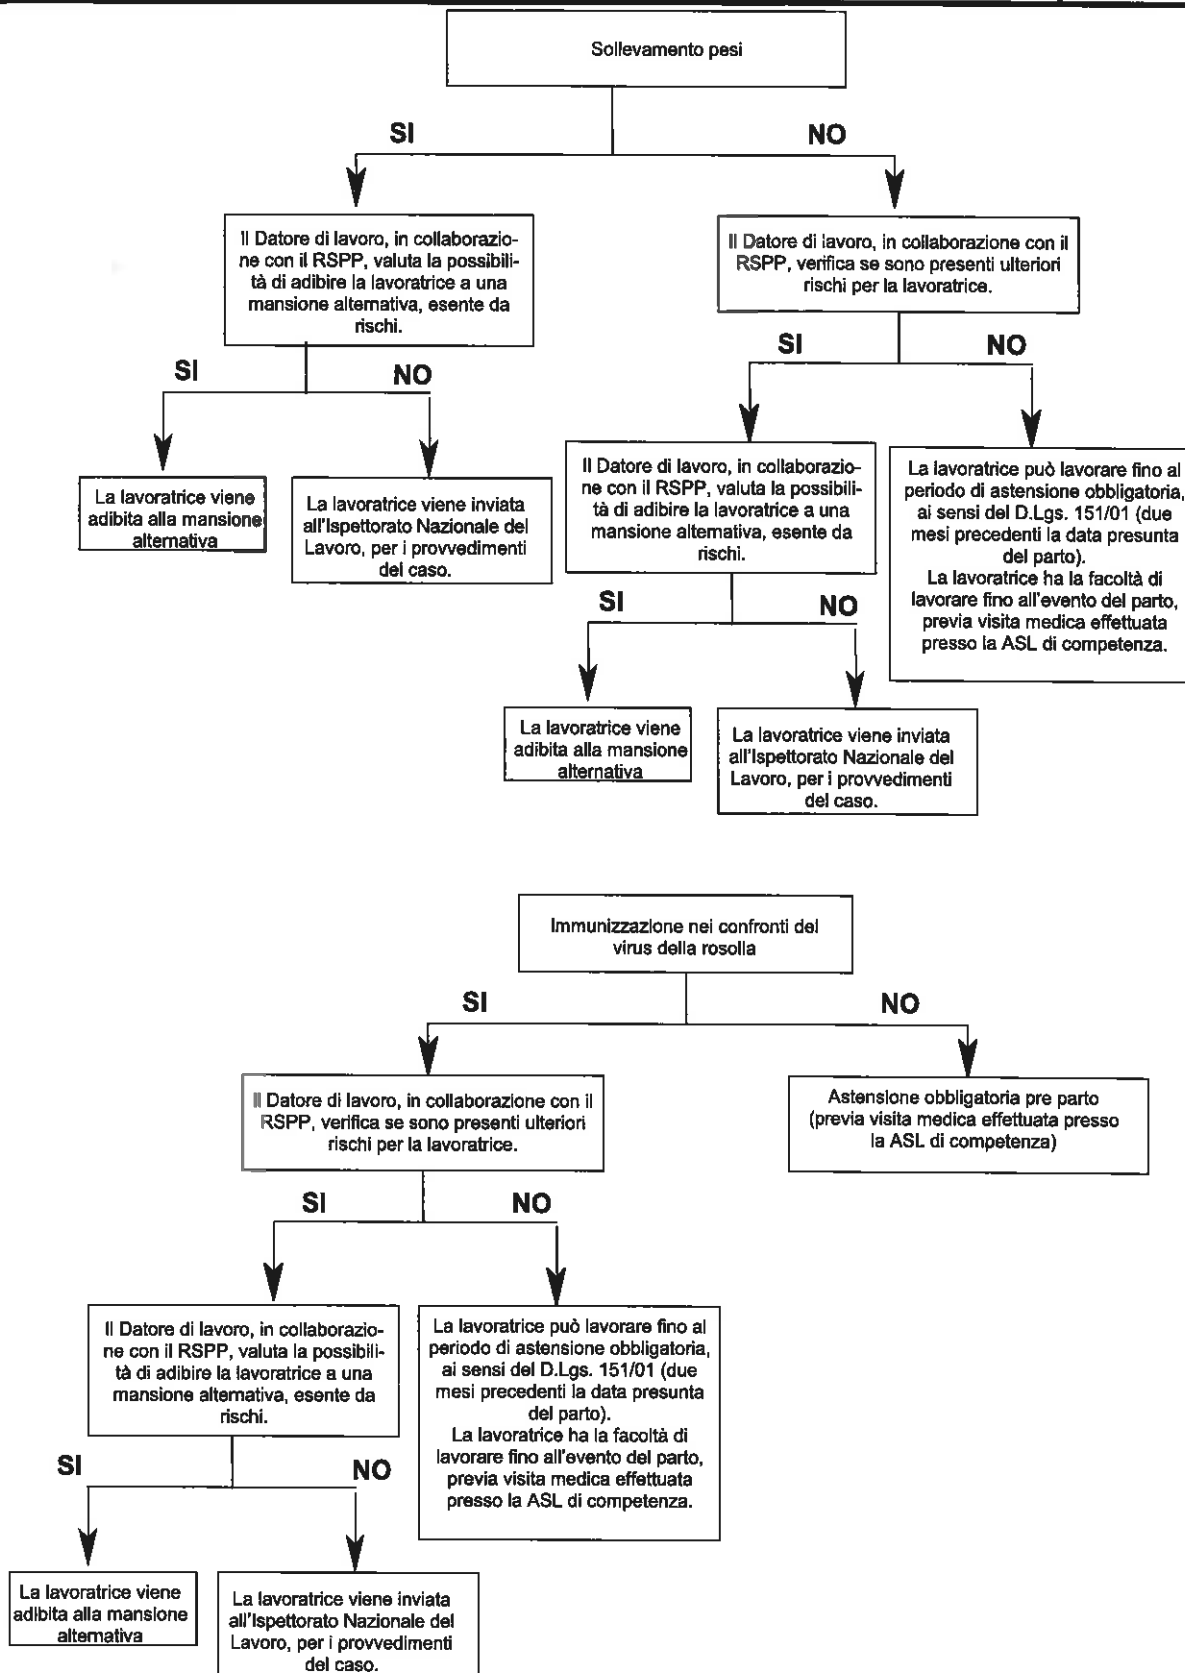 Sollevamento pesi
SI
NO
Il Datore di lavoro, in collaborazio-
ne con il RSPP, valuta la possibili-
tà di adibire la lavoratrice a una
mansione alternativa, esente da
rischi.
Il Datore di lavoro, in collaborazione con il
RSPP, verifica se sono presenti ulteriori
rischi per la lavoratrice.
SI
NO
SI
NO
La lavoratrice viene
adibita alla mansione
alternativa
La lavoratrice viene inviata
all'Ispettorato Nazionale del
Lavoro, per i provvedimenti
del caso.
Il Datore di lavoro, in collaborazio-
ne con il RSPP, valuta la possibili-
tà di adibire la lavoratrice a una
mansione alternativa, esente da
rischi.
La lavoratrice può lavorare fino al
periodo di astensione obbligatoria,
ai sensi del D.Lgs. 151/01 (due
mesi precedenti la data presunta
del parto).
La lavoratrice ha la facoltà di
lavorare fino all'evento del parto,
previa visita medica effettuata
presso la ASL di competenza.
SI
NO
La lavoratrice viene
adibita alla mansione
alternativa
La lavoratrice viene inviata
all'Ispettorato Nazionale del
Lavoro, per i provvedimenti
del caso.
Immunizzazione nei confronti del
virus della rosolla
SI
NO
Il Datore di lavoro, in collaborazione con il
RSPP, verifica se sono presenti ulteriori
rischi per la lavoratrice.
Astensione obbligatoria pre parto
(previa visita medica effettuata presso
la ASL di competenza)
SI
NO
Il Datore di lavoro, in collaborazio-
ne con il RSPP, valuta la possibili-
tà di adibire la lavoratrice a una
mansione alternativa, esente da
rischi.
La lavoratrice può lavorare fino al
periodo di astensione obbligatoria,
ai sensi del D.Lgs. 151/01 (due
mesi precedenti la data presunta
del parto).
La lavoratrice ha la facoltà di
lavorare fino all'evento del parto,
previa visita medica effettuata
presso la ASL di competenza.
SI
NO
La lavoratrice viene
adibita alla mansione
alternativa
La lavoratrice viene inviata
all'Ispettorato Nazionale del
Lavoro, per i provvedimenti
del caso.